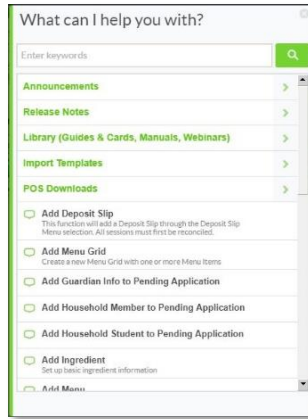 What can I help you with?
Enter keywords
Announcements
Release Notes
Library (Guides & Cards, Manuals, Webinars)
Import Templates
POS Downloads
Add Deposit Slip
This function will add a Deposit Slip through the Deposit Slip
Menu selection. All sessions must first be reconciled.
Add Menu Grid
Create a new Menu Grid with one or more Menu Items
Add Guardian Info to Pending Application
Add Household Member to Pending Application
Add Household Student to Pending Application
Add Ingredient
Set up basic ingredient information
Add Menu